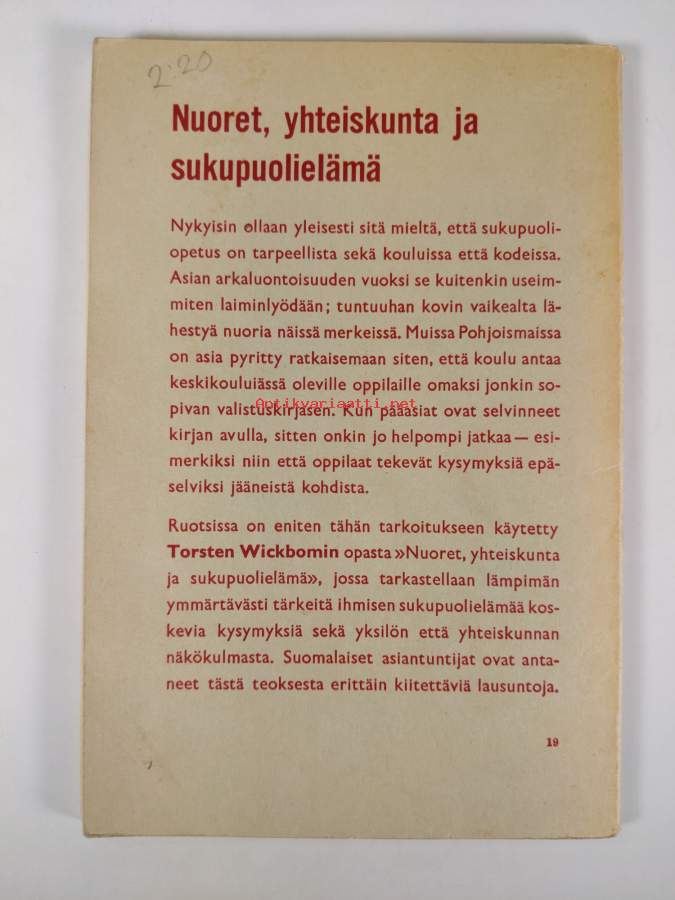 2:20
Nuoret, yhteiskunta ja
sukupuolielämä
Nykyisin ollaan yleisesti sitä mieltä, että sukupuoli-
opetus on tarpeellista sekä kouluissa että kodeissa.
Asian arkaluontoisuuden vuoksi se kuitenkin useim-
miten laiminlyödään; tuntuuhan kovin vaikealta lä-
hestyä nuoria näissä merkeissä. Muissa Pohjoismaissa
on asia pyritty ratkaisemaan siten, että koulu antaa
keskikouluiässä oleville oppilaille omaksi jonkin so-
pivan valistuskirjasen. Kun pääasiat ovat selvinneet
Antikvariaatti.net
kirjan avulla, sitten onkin jo helpompi jatkaa — esi-
merkiksi niin että oppilaat tekevät kysymyksiä epä-
selviksi jääneistä kohdista.
Ruotsissa on eniten tähän tarkoitukseen käytetty
Torsten Wickbomin opasta »Nuoret, yhteiskunta
ja sukupuolielämä», jossa tarkastellaan lämpimän
ymmärtävästi tärkeitä ihmisen sukupuolielämää kos-
kevia kysymyksiä sekä yksilön että yhteiskunnan
näkökulmasta. Suomalaiset asiantuntijat ovat anta-
neet tästä teoksesta erittäin kiitettäviä lausuntoja.
19